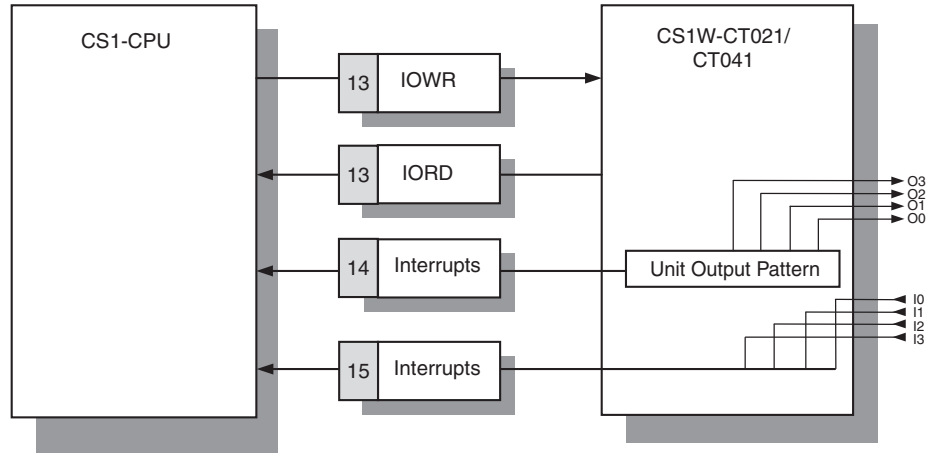 CS1-CPU
CS1W-CT021/
CT041
13 IOWR
13 IORD
14 Interrupts
15 Interrupts
Unit Output Pattern
O3
O2
O1
O0
I0
I1
I2
I3